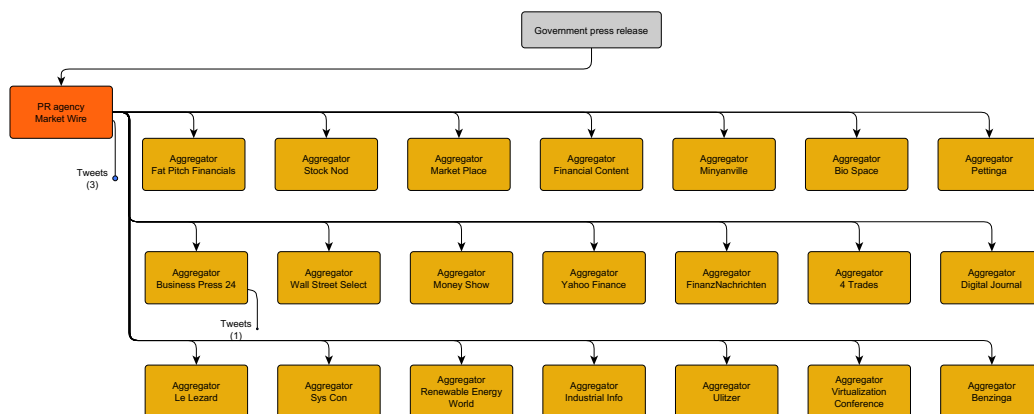 Government press release
PR agency
Market Wire
Tweets
(3)
Aggregator
Fat Pitch Financials
Aggregator
Stock Nod
Aggregator
Market Place
Aggregator
Financial Content
Aggregator
Minyanville
Aggregator
Bio Space
Aggregator
Pettinga
Aggregator
Business Press 24
Aggregator
Wall Street Select
Aggregator
Money Show
Aggregator
Yahoo Finance
Aggregator
FinanzNachrichten
Aggregator
4 Trades
Aggregator
Digital Journal
Tweets
(1)
Aggregator
Le Lezard
Aggregator
Sys Con
Aggregator
Renewable Energy
World
Aggregator
Industrial Info
Aggregator
Ulitzer
Aggregator
Virtualization
Conference
Aggregator
Benzinga